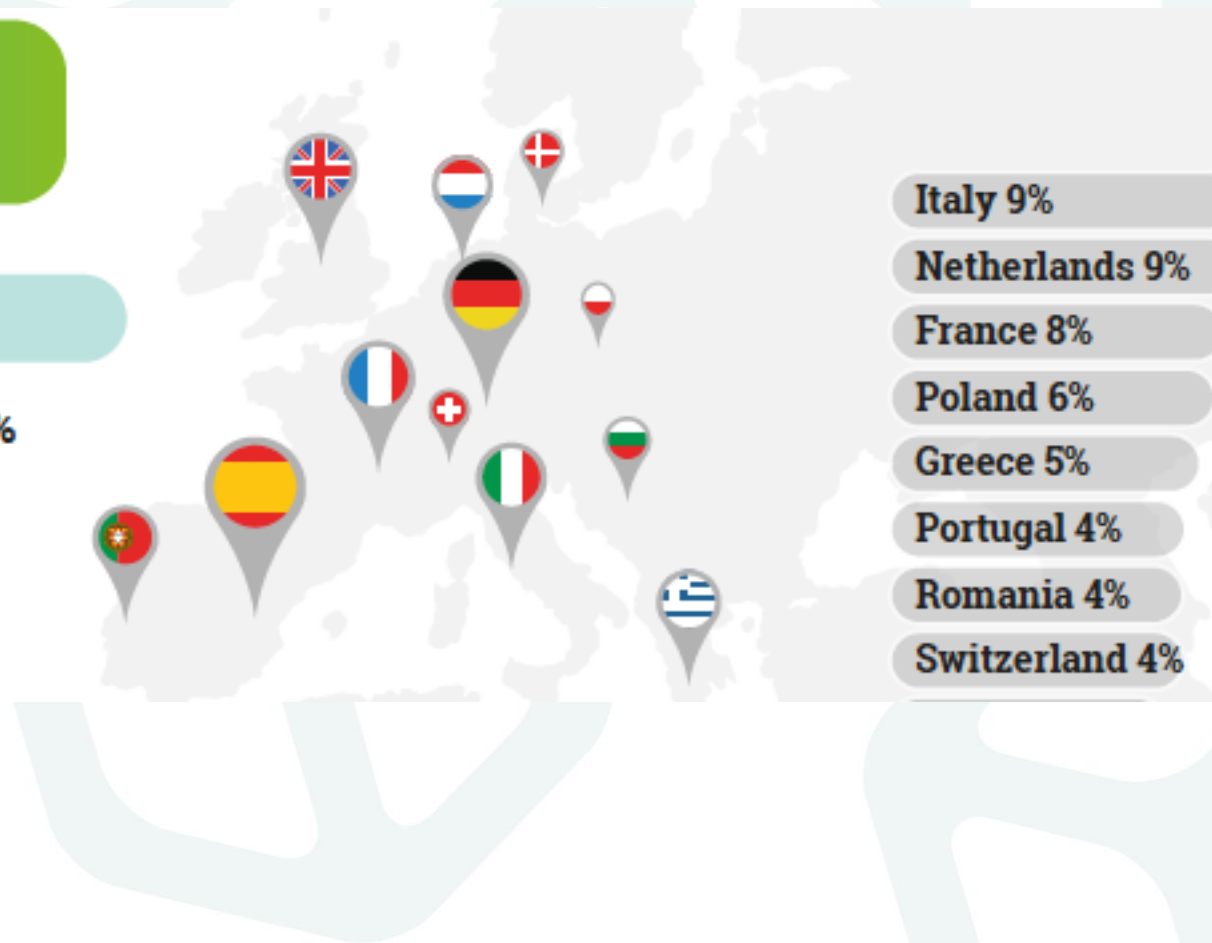 %
Italy 9%
Netherlands 9%
France 8%
Poland 6%
Greece 5%
Portugal 4%
Romania 4%
Switzerland 4%